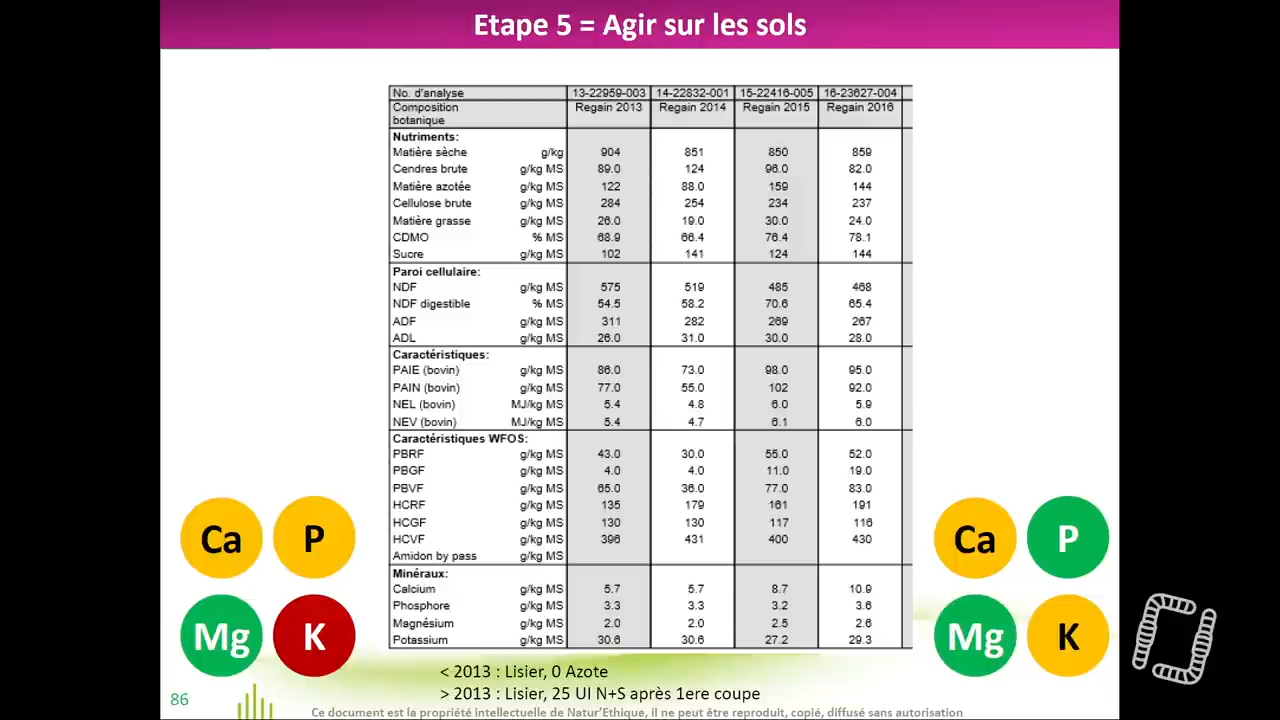 Etape 5 = Agir sur les sols
No. d'analyse 13-22959-003 14-22832-001 15-22416-005 16-23627-004
Composition botanique Regain 2013 Regain 2014 Regain 2015 Regain 2016
Nutriments:
Matière sèche g/kg 904 851 850 859
Cendres brute g/kg MS 89.0 124 96.0 82.0
Matière azotée g/kg MS 122 88.0 159 144
Cellulose brute g/kg MS 284 254 234 237
Matière grasse g/kg MS 26.0 19.0 30.0 24.0
CDMO % MS 68.9 66.4 76.4 78.1
Sucre g/kg MS 102 141 124 144
Paroi cellulaire:
NDF g/kg MS 575 519 485 468
NDF digestible % MS 54.5 58.2 70.6 65.4
ADF g/kg MS 311 282 269 267
ADL g/kg MS 26.0 31.0 30.0 28.0
Caractéristiques:
PAIE (bovin) g/kg MS 86.0 73.0 98.0 95.0
PAIN (bovin) g/kg MS 77.0 55.0 102 92.0
NEL (bovin) MJ/kg MS 5.4 4.8 6.0 5.9
NEV (bovin) MJ/kg MS 5.4 4.7 6.1 6.0
Caractéristiques WFOS:
PBRF g/kg MS 43.0 30.0 55.0 52.0
PBGF g/kg MS 4.0 4.0 11.0 19.0
PBVF g/kg MS 65.0 36.0 77.0 83.0
HCRF g/kg MS 135 179 161 191
HCGF g/kg MS 130 130 117 116
HCVF g/kg MS 396 431 400 430
Amidon by pass g/kg MS
Minéraux:
Calcium g/kg MS 5.7 5.7 8.7 10.9
Phosphore g/kg MS 3.3 3.3 3.2 3.6
Magnésium g/kg MS 2.0 2.0 2.5 2.6
Potassium g/kg MS 30.6 30.6 27.2 29.3
Ca P
Mg K
Ca P
Mg K
< 2013 : Lisier, 0 Azote
> 2013 : Lisier, 25 UI N+S après 1ere coupe
86
Ce document est la propriété intellectuelle de Natur'Ethique, il ne peut être reproduit, copié, diffusé sans autorisation